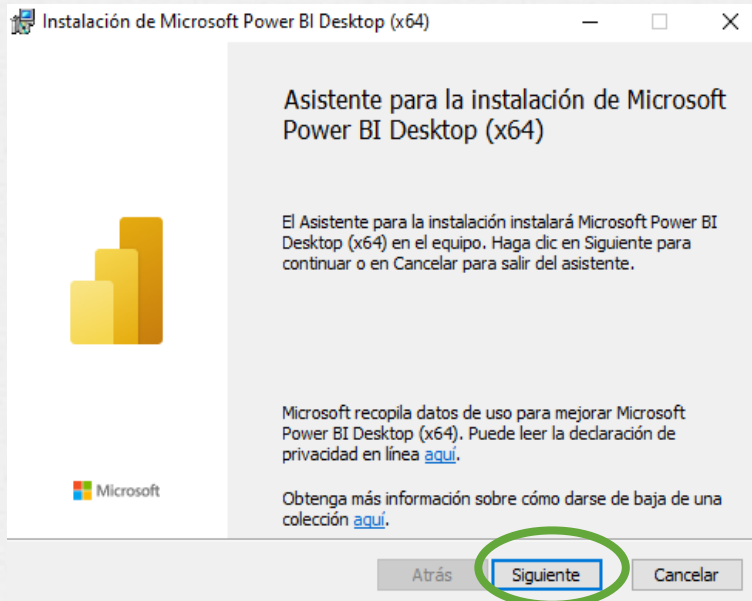 Instalación de Microsoft Power BI Desktop (x64)
Asistente para la instalación de Microsoft
Power BI Desktop (x64)
El Asistente para la instalación instalará Microsoft Power BI
Desktop (x64) en el equipo. Haga clic en Siguiente para
continuar o en Cancelar para salir del asistente.
Microsoft recopila datos de uso para mejorar Microsoft
Power BI Desktop (x64). Puede leer la declaración de
privacidad en línea aquí.
Microsoft
Obtenga más información sobre cómo darse de baja de una
colección aquí.
Atrás
Siguiente
Cancelar